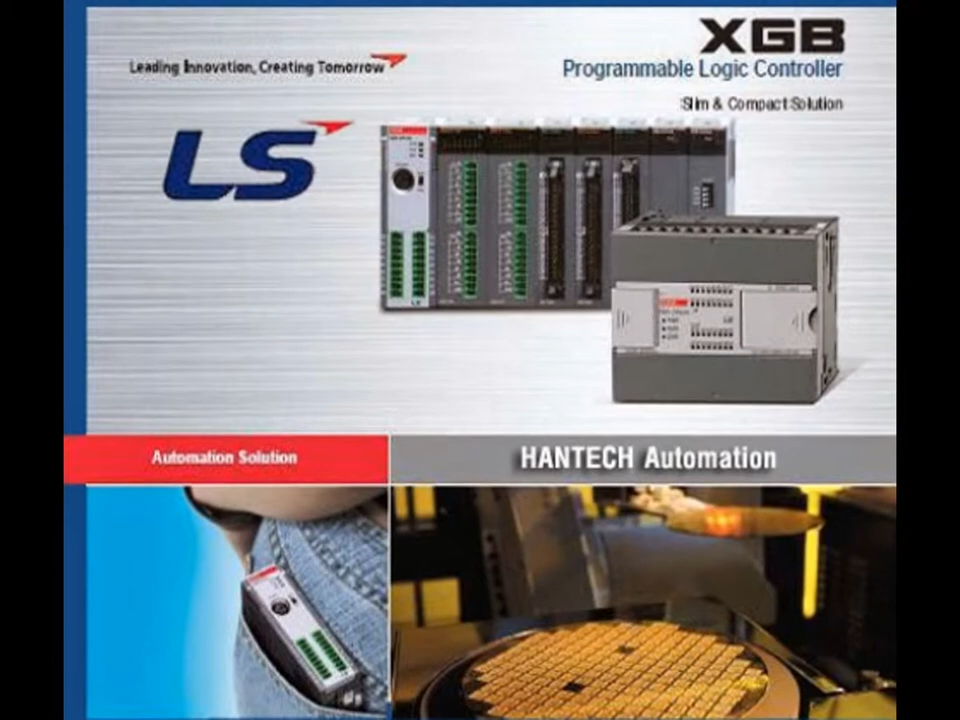 XGB
Leading Innovation, Creating Tomorrow
Programmable Logic Controller
Slim & Compact Solution
LS
Automation Solution
HANTECH Automation